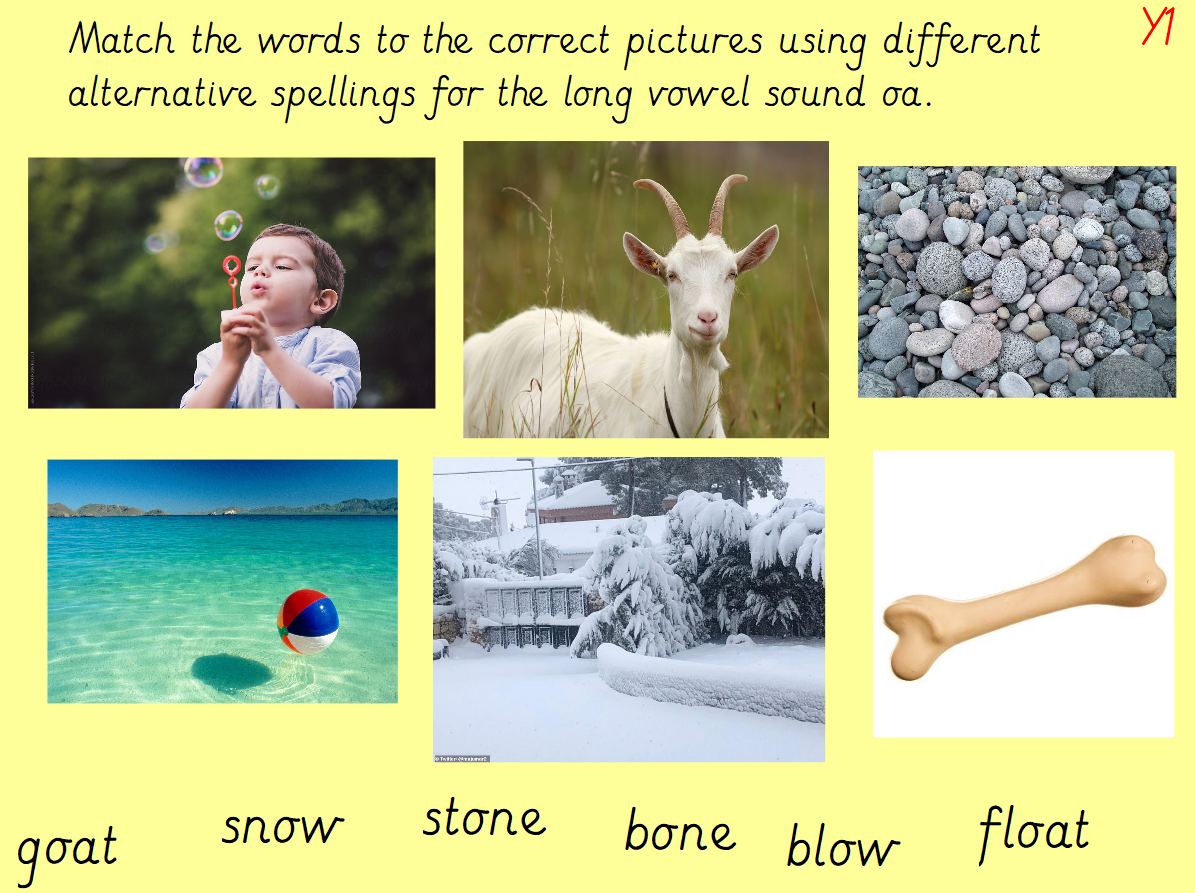 Match the words to the correct pictures using different
alternative spellings for the long vowel sound oa.
Y1
goat
snow
stone
bone
blow
float